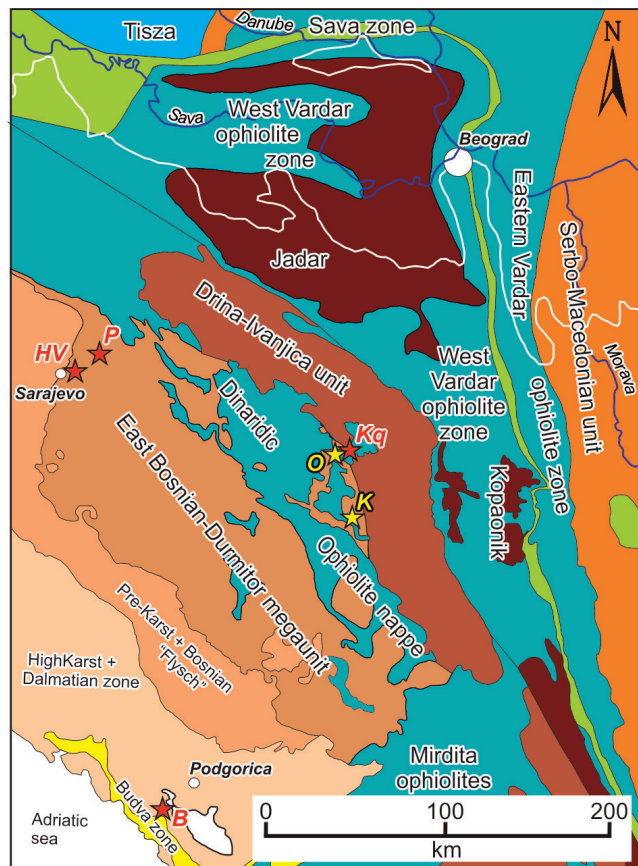 Tisza
Danube
Sava zone
N
Sava
West Vardar
ophiolite
zone
Beograd
Eastern Vardar
ophiolite zone
Serbo-Macedonian unit
Jadar
Drina-Ivanjica unit
Morava
HV
P
Sarajevo
Dinaridic
Ophiolite nappe
West
Vardar
ophiolite
zone
Kq
O
K
Kopaonik
East Bosnian-Durmitor megaunit
Pre-Karst + Bosnian
"Flysch"
HighKarst +
Dalmatian zone
Mirdita
ophiolites
Podgorica
Budva zone
B
Adriatic
sea
0
100
200
km